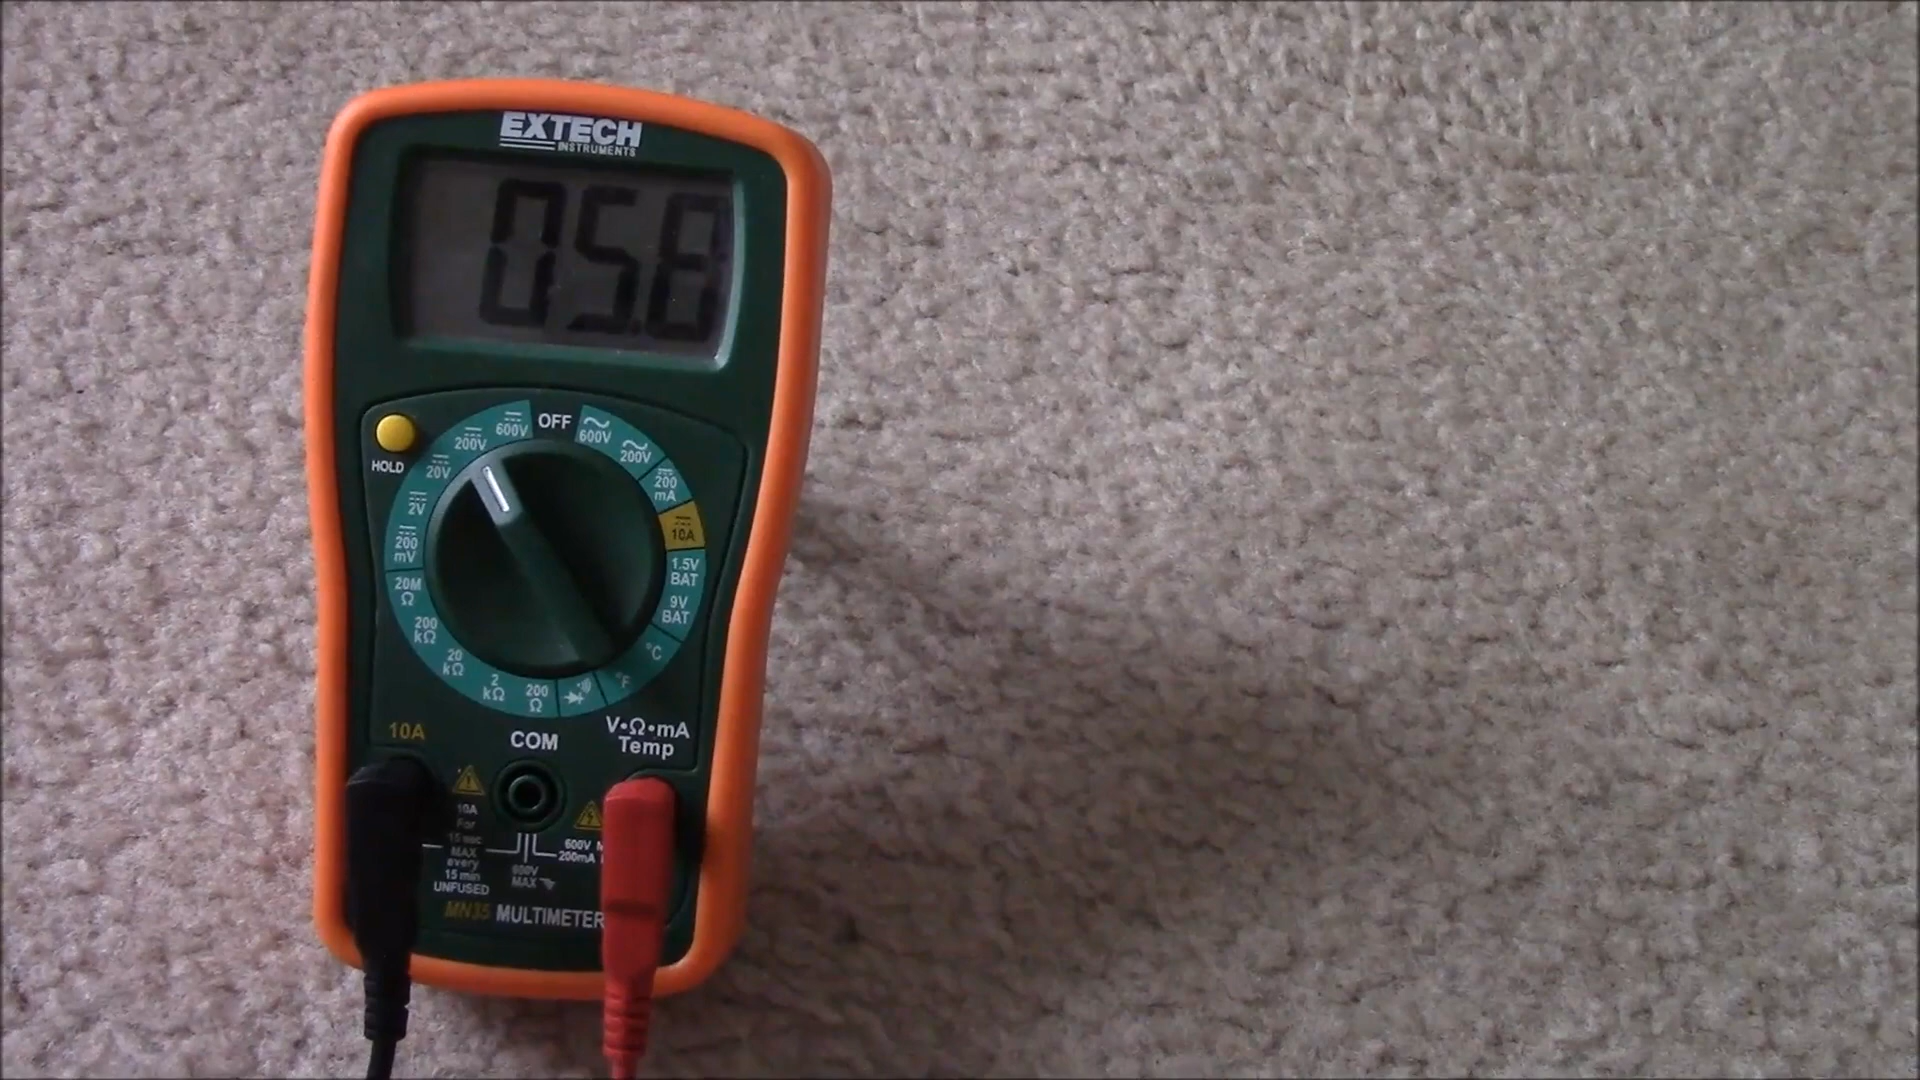 EXTECH
INSTRUMENTS
05.8
OFF
600V
200V
20V
2V
200
mV
20M
Ω
200
kΩ
20
kΩ
2
kΩ
200
Ω
°F
°C
9V
BAT
1.5V
BAT
10A
200
mA
200V
600V
HOLD
10A
COM
V•Ω•mA
Temp
10A
For
15 sec
MAX
every
15 min
UNFUSED
600V
MAX
600V
200mA
MN35 MULTIMETER